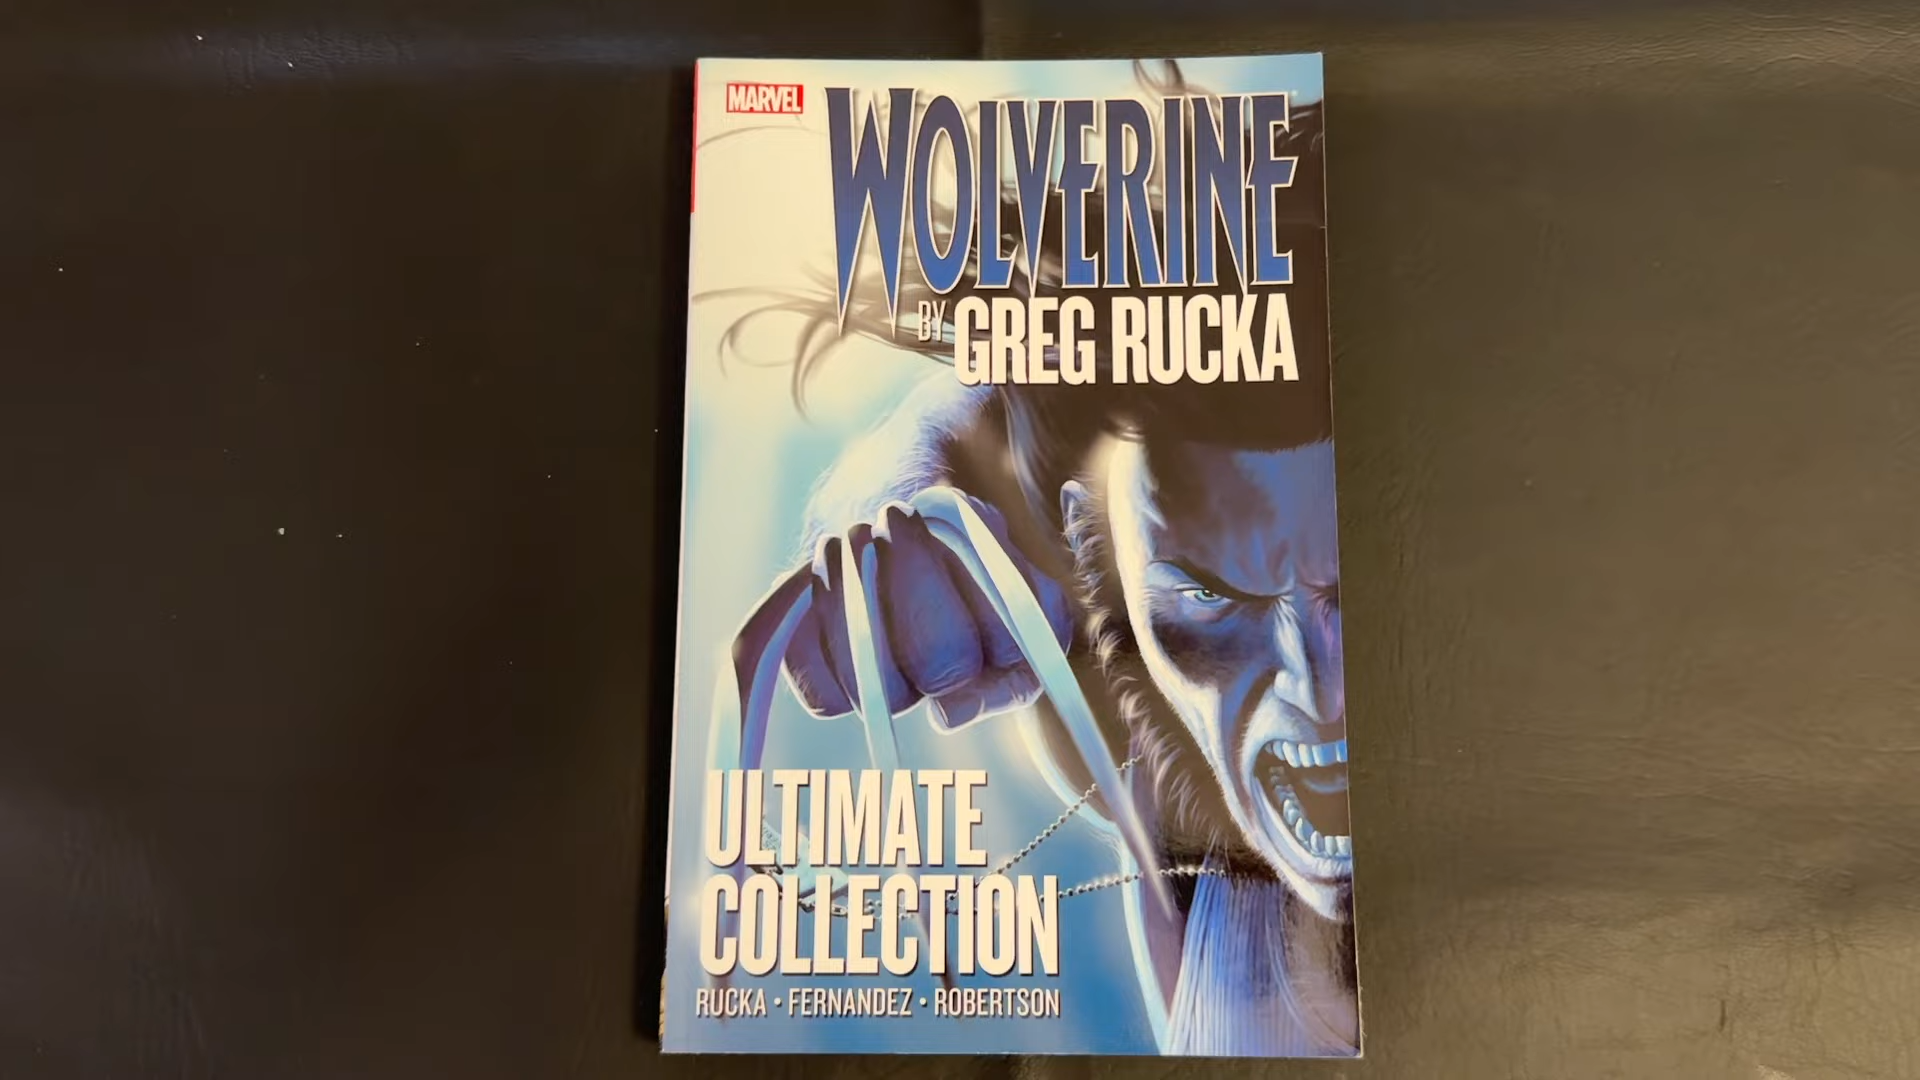 MARVEL
WOLVERINE
BY GREG RUCKA
ULTIMATE
COLLECTION
RUCKA • FERNANDEZ • ROBERTSON